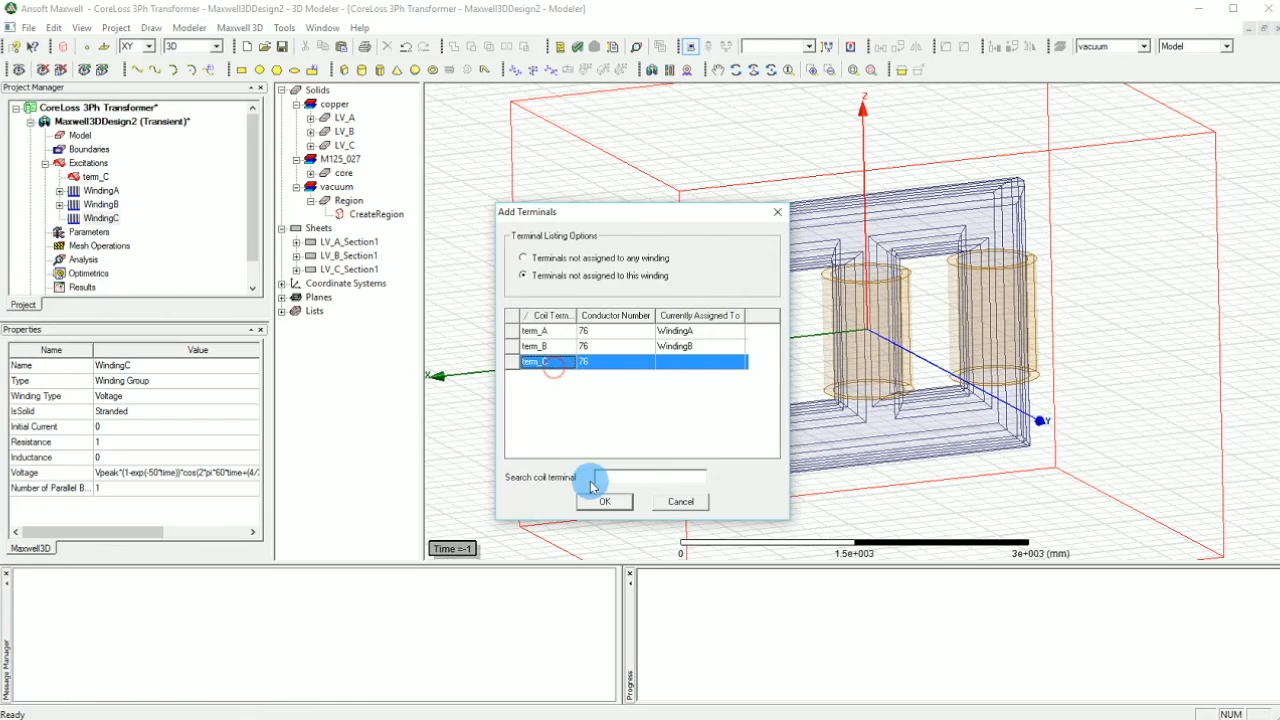 Ansoft Maxwell - CoreLoss 3Ph Transformer - Maxwell3DDesign2 - 3D Modeler - [CoreLoss 3Ph Transformer - Maxwell3DDesign2 - Modeler]
File Edit View Project Draw Modeler Maxwell 3D Tools Window Help
XY 3D vacuum Model
Project Manager
CoreLoss 3Ph Transformer*
Maxwell3DDesign2 (Transient)*
Model
Boundaries
Excitations
term_C
WindingA
WindingB
WindingC
Parameters
Mesh Operations
Analysis
Optimetrics
Results
Project
Properties
Name Value
Name WindingC
Type Winding Group
Winding Type Voltage
IsSolid Stranded
Initial Current 0
Resistance 1
Inductance 0
Voltage Vpeak*(1-exp(-50*time))*cos(2*pi*60*time+(4/
Number of Parallel B... 1
Maxwell3D
Solids
copper
LV_A
LV_B
LV_C
M125_027
core
vacuum
Region
CreateRegion
Sheets
LV_A_Section1
LV_B_Section1
LV_C_Section1
Coordinate Systems
Planes
Lists
Add Terminals
Terminal Listing Options
Terminals not assigned to any winding
Terminals not assigned to this winding
/ Coil Term... Conductor Number Currently Assigned To
term_A 76 WindingA
term_B 76 WindingB
term_C 76
Search coil terminal
OK Cancel
Z
X
Y
Time =-1
0 1.5e+003 3e+003 (mm)
Message Manager
Progress
Ready
NUM